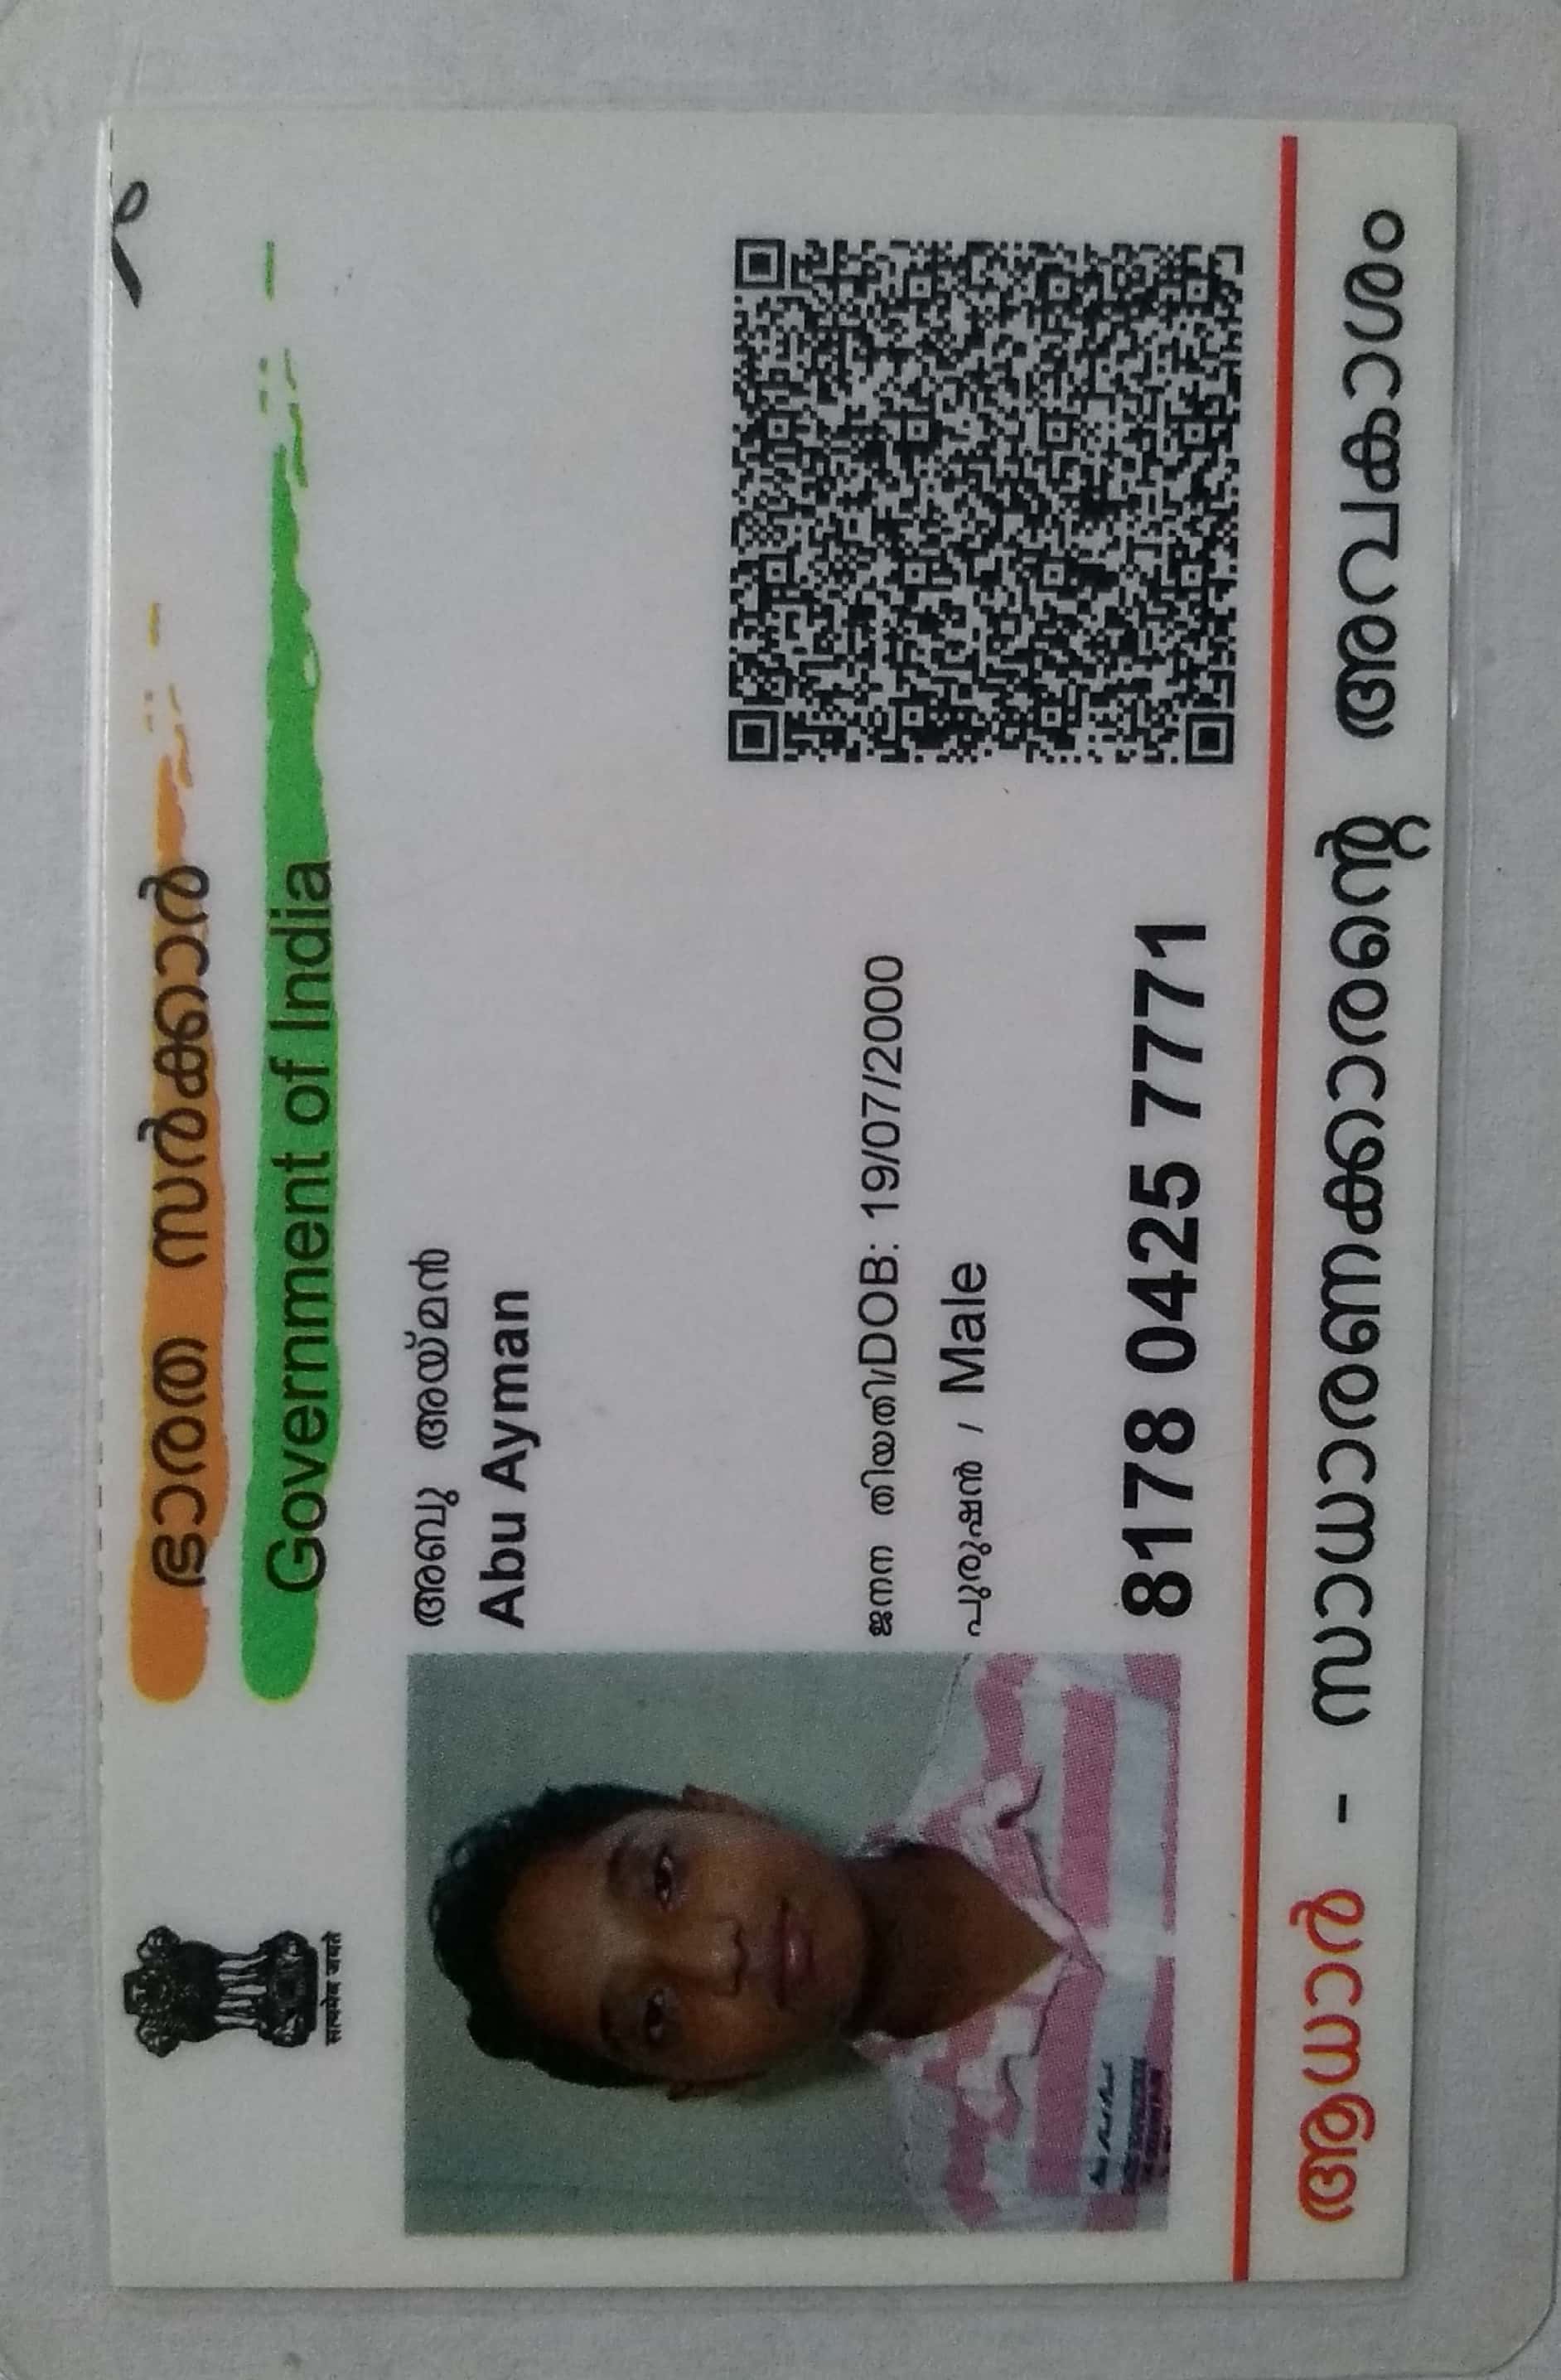 ഭാരത സർക്കാർ
Government of India
सत्यमेव जयते
അബു അയ്മൻ
Abu Ayman
ജനന തിയതി/DOB: 19/07/2000
പുരുഷൻ / Male
8178 0425 7771
ആധാർ - സാധാരണക്കാരന്റെ അവകാശം